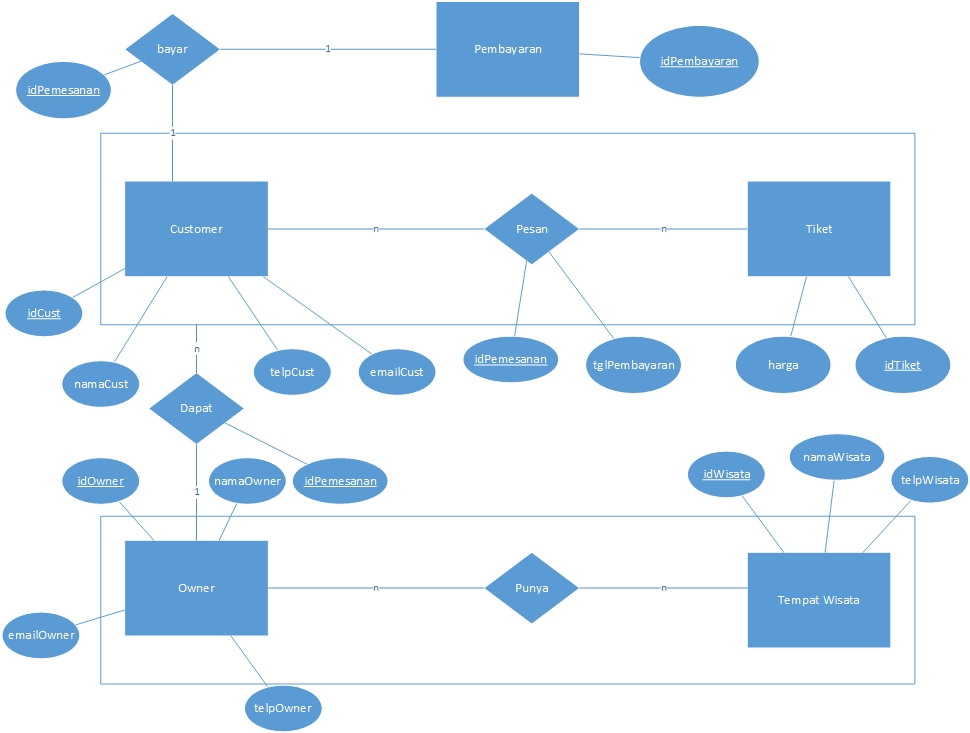 bayar
1
Pembayaran
idPembayaran
idPemesanan
1
Customer
n
Pesan
n
Tiket
idCust
namaCust
telpCust
emailCust
idPemesanan
tglPembayaran
harga
idTiket
n
Dapat
idOwner
namaOwner
idPemesanan
1
idWisata
namaWisata
telpWisata
Owner
n
Punya
n
Tempat Wisata
emailOwner
telpOwner